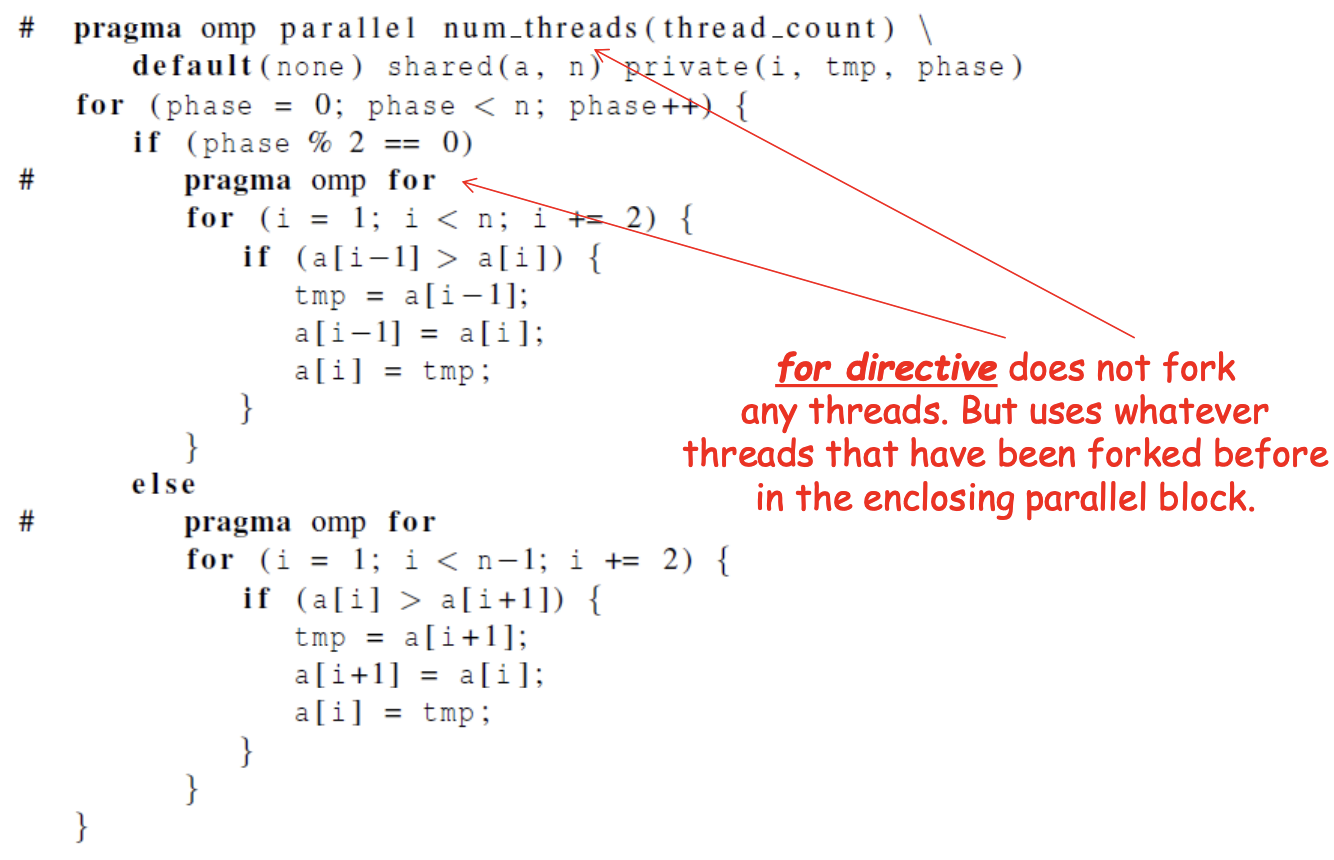 #   pragma omp parallel num_threads(thread_count) \
        default(none) shared(a, n) private(i, tmp, phase)
    for (phase = 0; phase < n; phase++) {
        if (phase % 2 == 0)
#           pragma omp for
            for (i = 1; i < n; i += 2) {
                if (a[i−1] > a[i]) {
                    tmp = a[i−1];
                    a[i−1] = a[i];
                    a[i] = tmp;
                }
            }
        else
#           pragma omp for
            for (i = 1; i < n−1; i += 2) {
                if (a[i] > a[i+1]) {
                    tmp = a[i+1];
                    a[i+1] = a[i];
                    a[i] = tmp;
                }
            }
    }
for directive does not fork
any threads. But uses whatever
threads that have been forked before
in the enclosing parallel block.